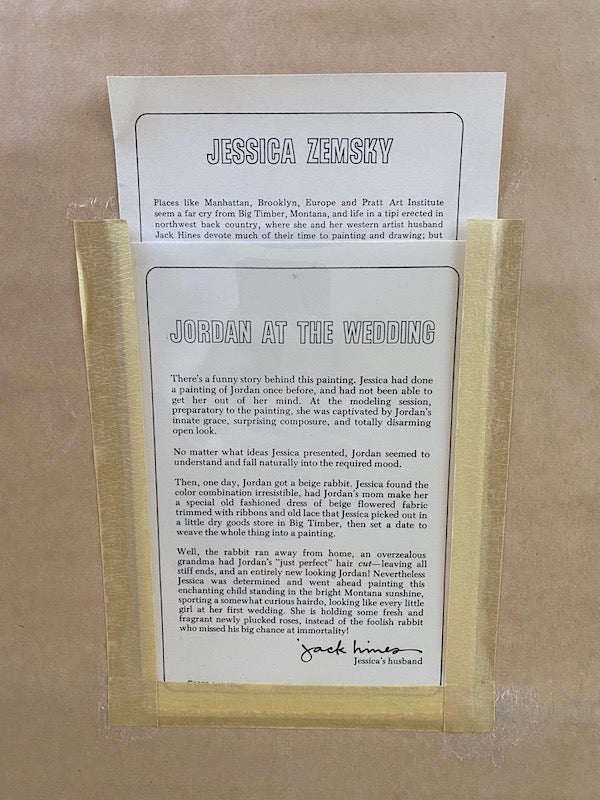 JESSICA ZEMSKY
Places like Manhattan, Brooklyn, Europe and Pratt Art Institute
seem a far cry from Big Timber, Montana, and life in a tipi erected in
northwest back country, where she and her western artist husband
Jack Hines devote much of their time to painting and drawing; but
JORDAN AT THE WEDDING
There's a funny story behind this painting. Jessica had done
a painting of Jordan once before, and had not been able to
get her out of her mind. At the modeling session,
preparatory to the painting, she was captivated by Jordan's
innate grace, surprising composure, and totally disarming
open look.
No matter what ideas Jessica presented, Jordan seemed to
understand and fall naturally into the required mood.
Then, one day, Jordan got a beige rabbit. Jessica found the
color combination irresistible, had Jordan's mom make her
a special old fashioned dress of beige flowered fabric
trimmed with ribbons and old lace that Jessica picked out in
a little dry goods store in Big Timber, then set a date to
weave the whole thing into a painting.
Well, the rabbit ran away from home, an overzealous
grandma had Jordan's "just perfect" hair cut—leaving all
stiff ends, and an entirely new looking Jordan! Nevertheless
Jessica was determined and went ahead painting this
enchanting child standing in the bright Montana sunshine,
sporting a somewhat curious hairdo, looking like every little
girl at her first wedding. She is holding some fresh and
fragrant newly plucked roses, instead of the foolish rabbit
who missed his big chance at immortality!
jack hines
Jessica's husband